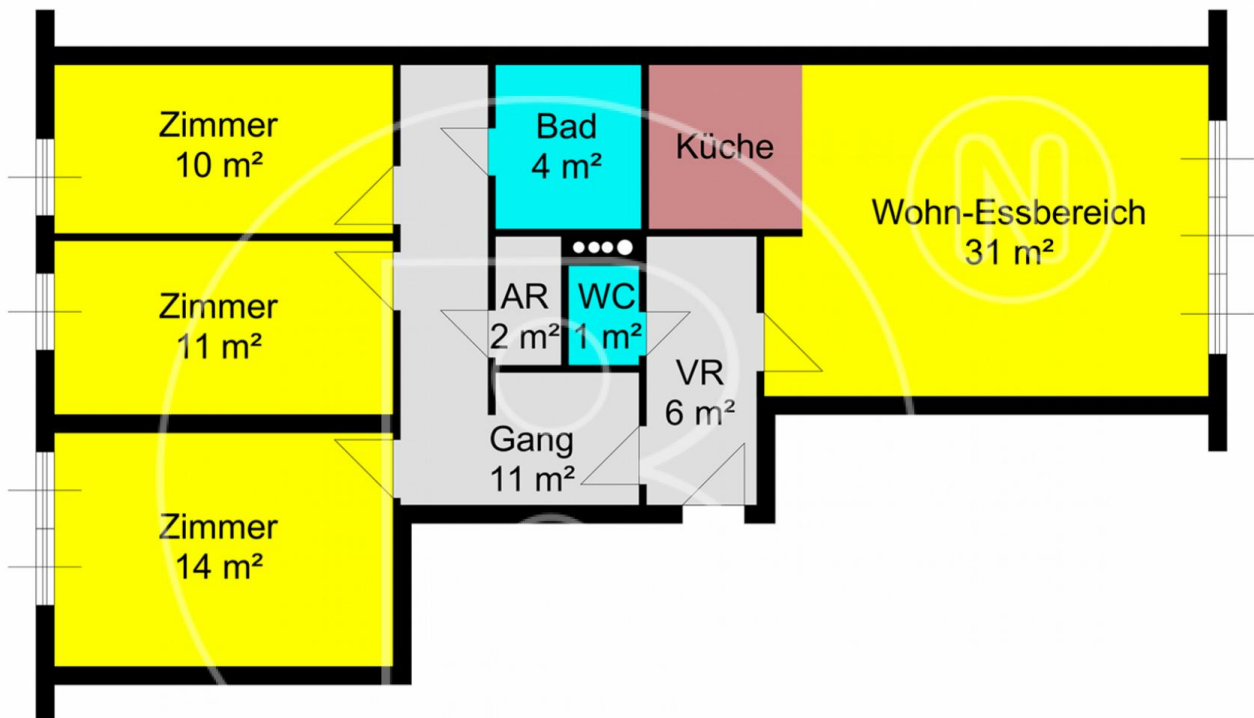 Zimmer
10 m²
Bad
4 m²
Küche
Wohn-Essbereich
31 m²
N
Zimmer
11 m²
AR
2 m²
WC
1 m²
VR
6 m²
Gang
11 m²
Zimmer
14 m²